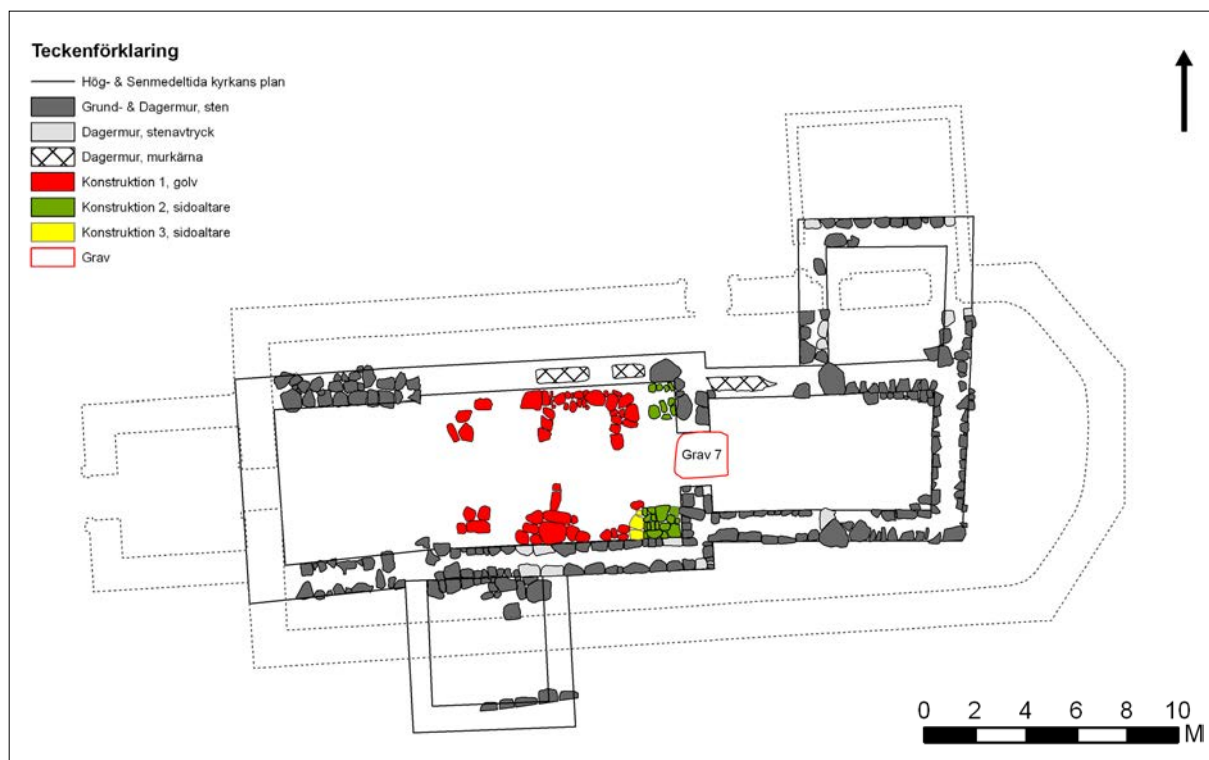 Teckenförklaring
Hög- & Senmedeltida kyrkans plan
Grund- & Dagermur, sten
Dagermur, stenavtryck
Dagermur, murkärna
Konstruktion 1, golv
Konstruktion 2, sidoaltare
Konstruktion 3, sidoaltare
Grav
Grav 7
0 2 4 6 8 10
M